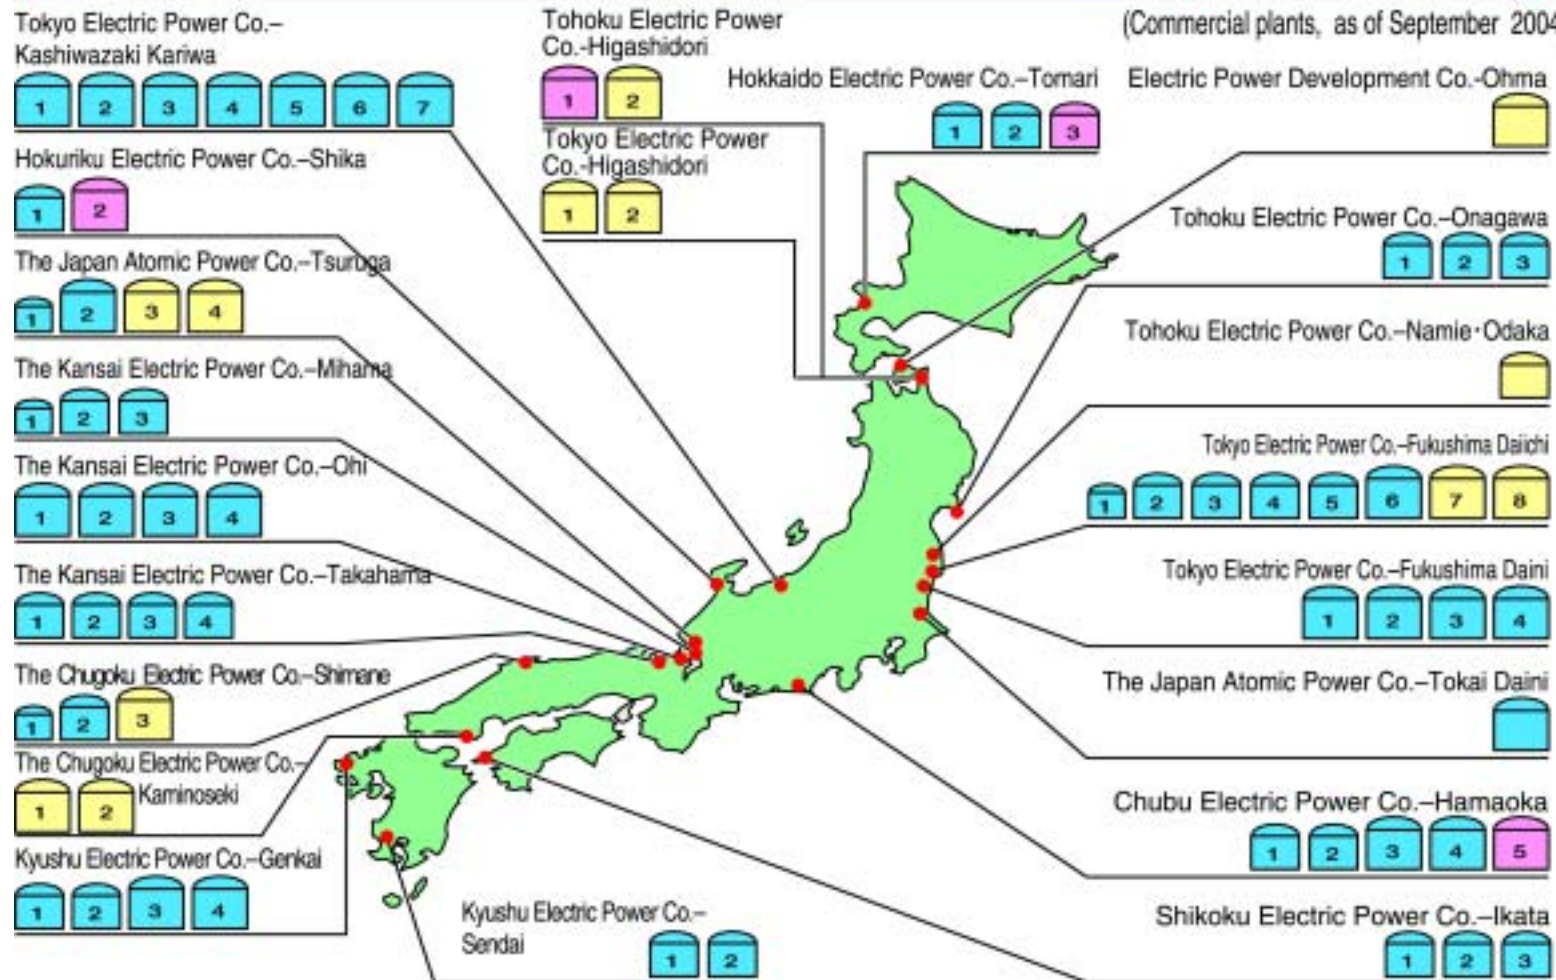 Tokyo Electric Power Co.–
Kashiwazaki Kariwa
1 2 3 4 5 6 7
Hokuriku Electric Power Co.–Shika
1 2
The Japan Atomic Power Co.–Tsuruga
1 2 3 4
The Kansai Electric Power Co.–Mihama
1 2 3
The Kansai Electric Power Co.–Ohi
1 2 3 4
The Kansai Electric Power Co.–Takahama
1 2 3 4
The Chugoku Electric Power Co.–Shimane
1 2 3
The Chugoku Electric Power Co.–
Kaminoseki
1 2
Kyushu Electric Power Co.–Genkai
1 2 3 4
Tohoku Electric Power
Co.-Higashidori
1 2
Tokyo Electric Power
Co.-Higashidori
1 2
Hokkaido Electric Power Co.–Tomari
1 2 3
Kyushu Electric Power Co.–
Sendai
1 2
(Commercial plants, as of September 2004
Electric Power Development Co.-Ohma
Tohoku Electric Power Co.–Onagawa
1 2 3
Tohoku Electric Power Co.–Namie・Odaka
Tokyo Electric Power Co.–Fukushima Daiichi
1 2 3 4 5 6 7 8
Tokyo Electric Power Co.–Fukushima Daini
1 2 3 4
The Japan Atomic Power Co.–Tokai Daini
Chubu Electric Power Co.–Hamaoka
1 2 3 4 5
Shikoku Electric Power Co.–Ikata
1 2 3